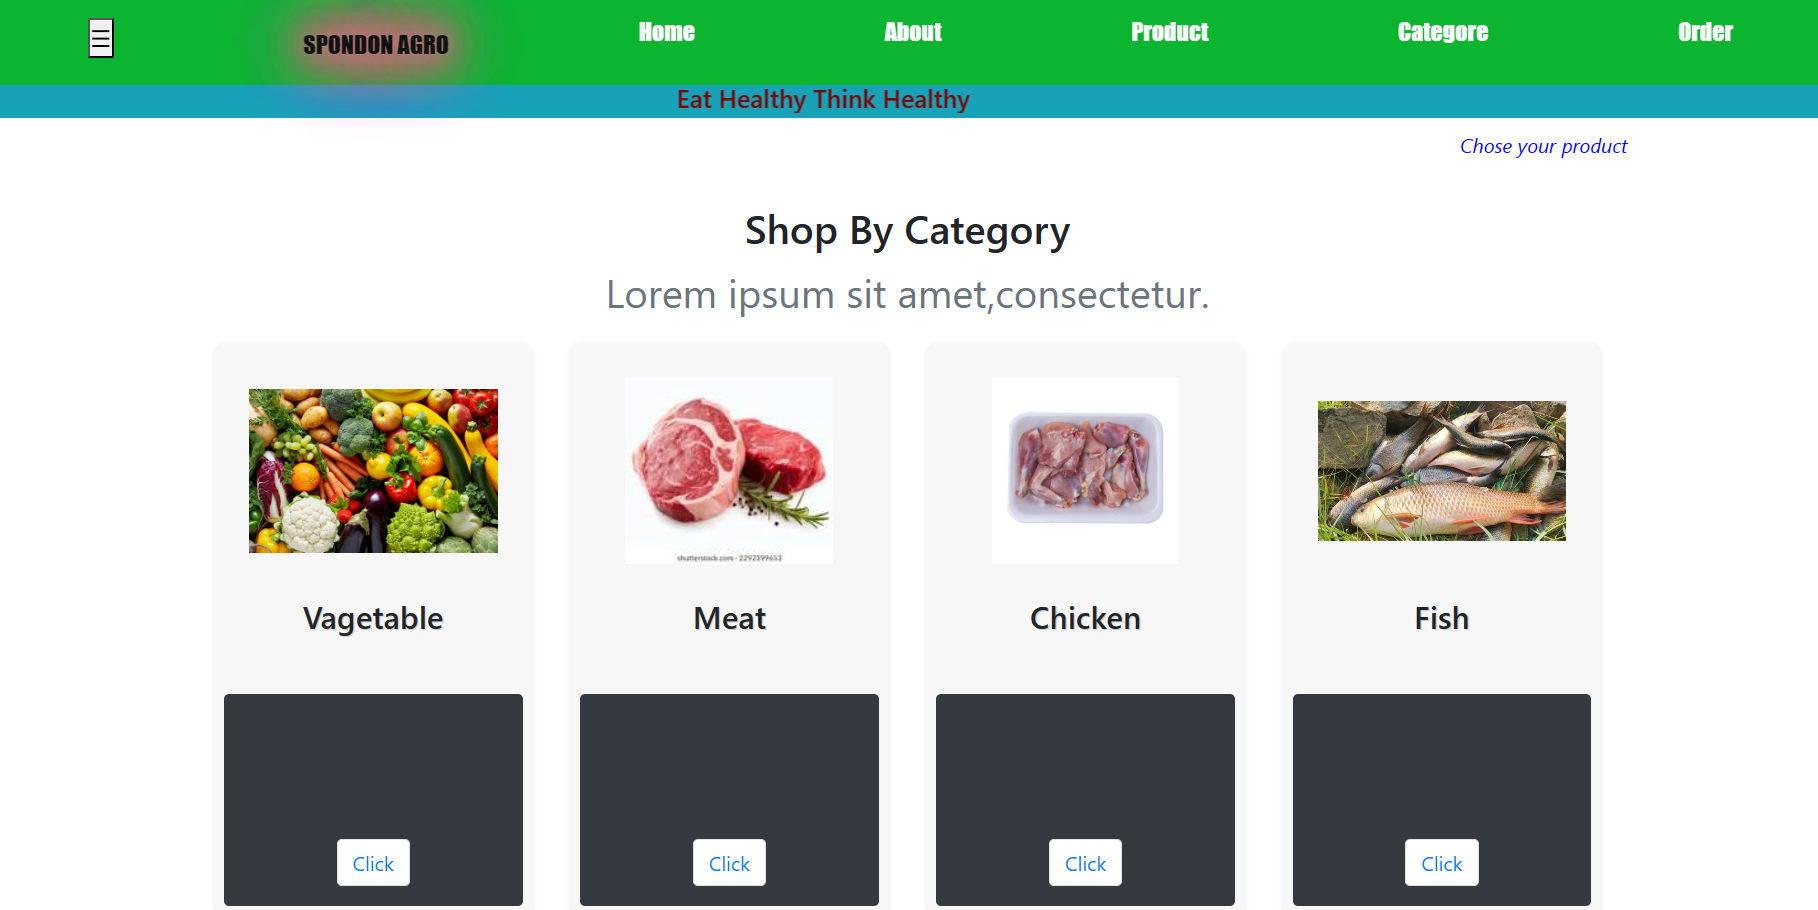 ☰
SPONDON AGRO
Home
About
Product
Categore
Order
Eat Healthy Think Healthy
Chose your product
Shop By Category
Lorem ipsum sit amet,consectetur.
shutterstock.com · 2292399653
Vagetable
Meat
Chicken
Fish
Click
Click
Click
Click